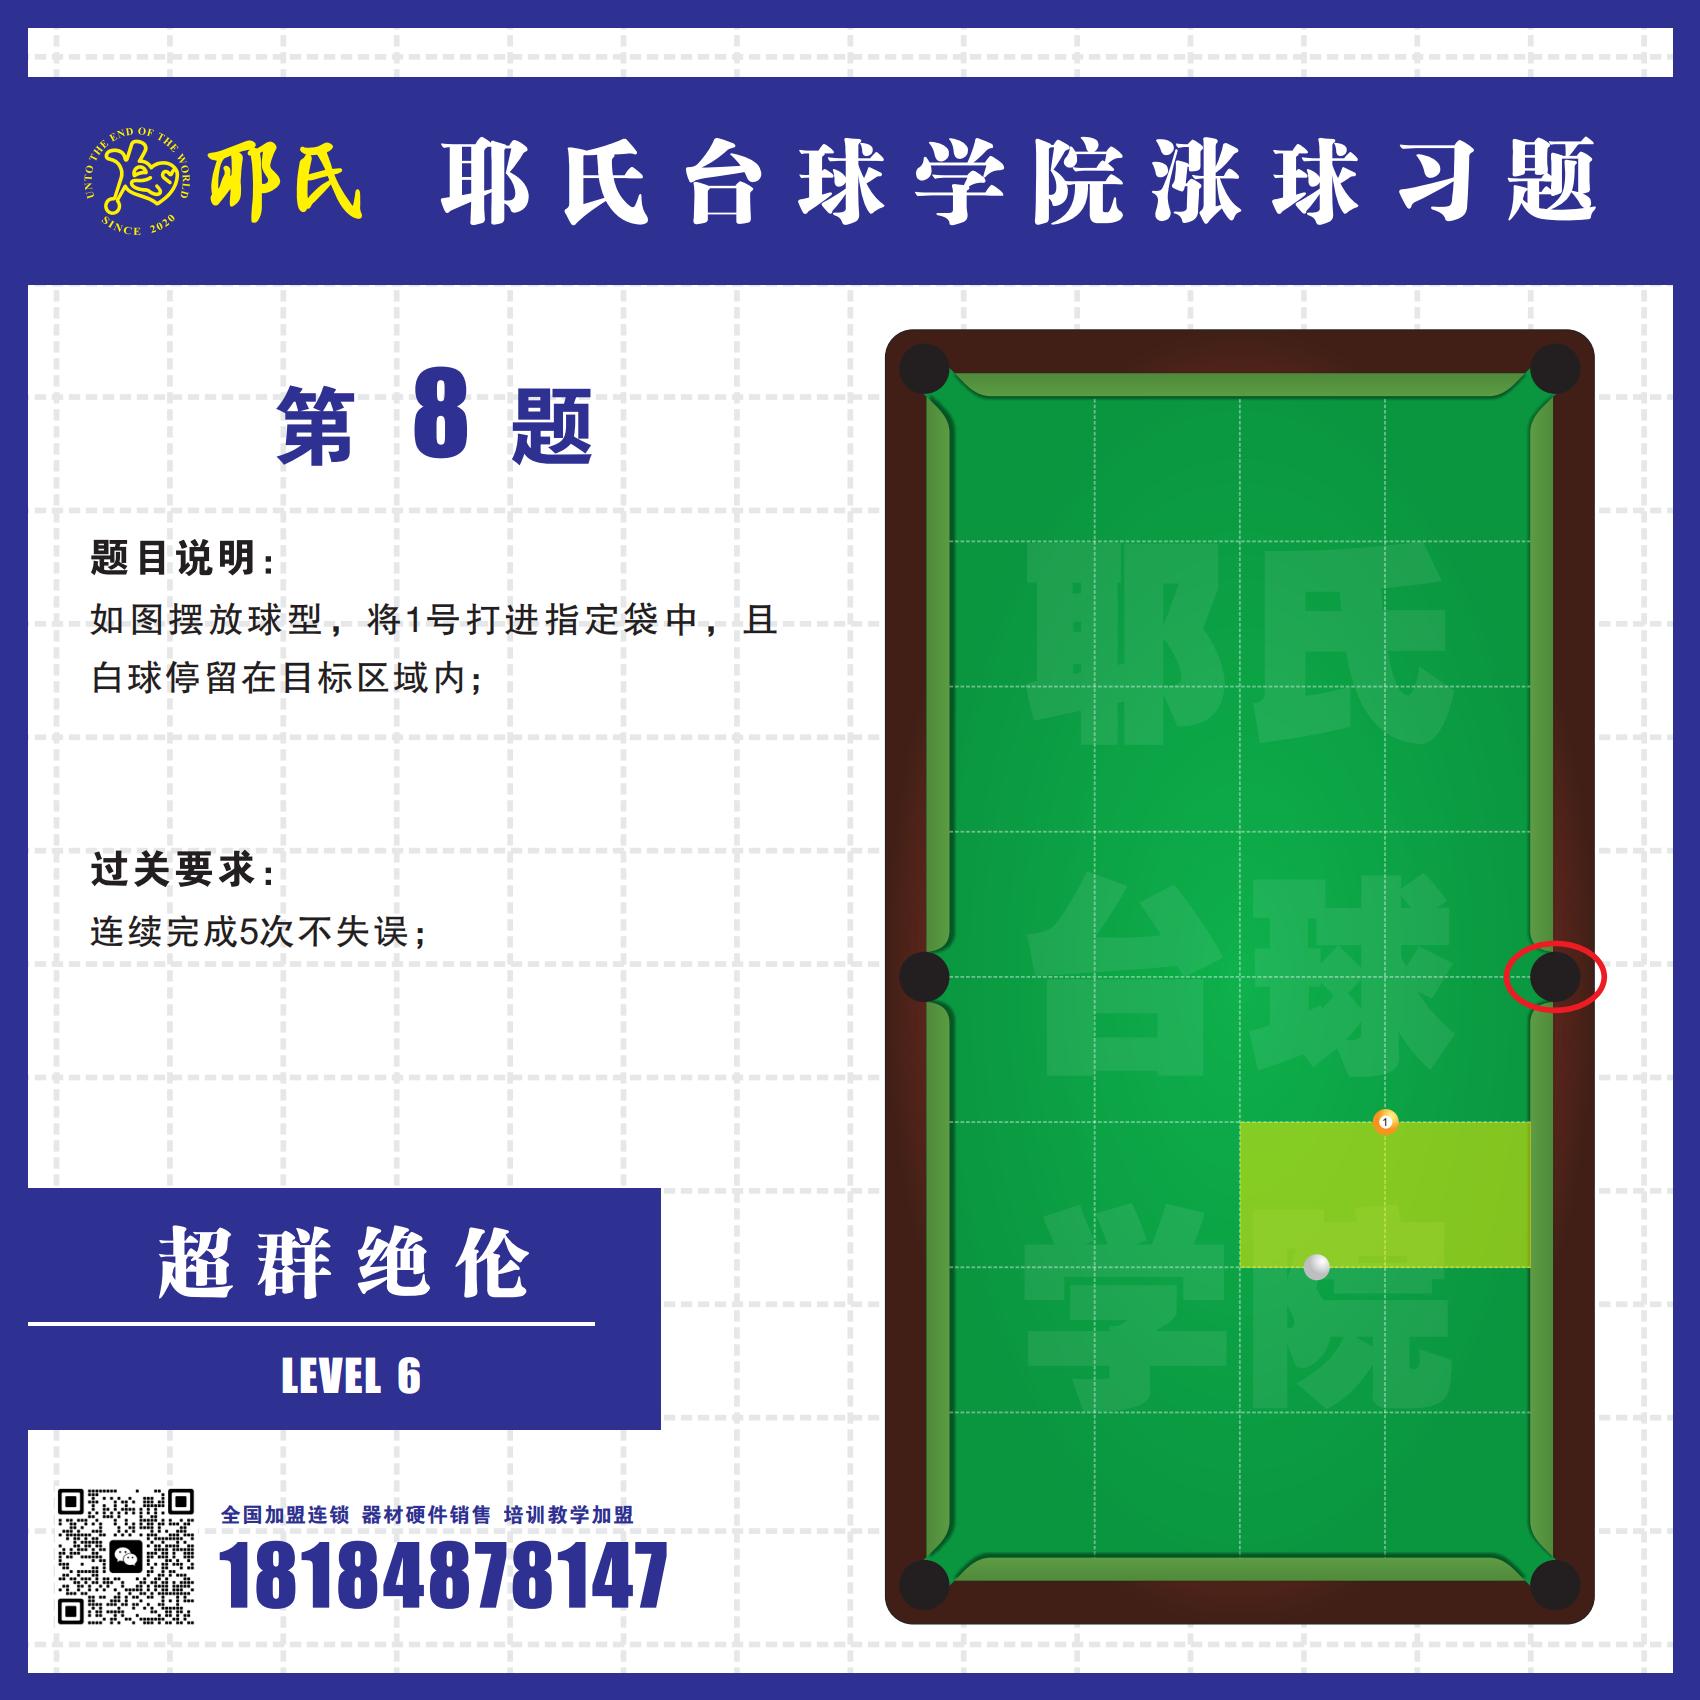 UNTO THE END OF THE WORLD
SINCE 2020
耶氏
耶氏台球学院涨球习题
第 8 题
题目说明：
如图摆放球型，将1号打进指定袋中，且
白球停留在目标区域内；
过关要求：
连续完成5次不失误；
耶氏
台球
学院
1
超群绝伦
LEVEL 6
全国加盟连锁 器材硬件销售 培训教学加盟
18184878147